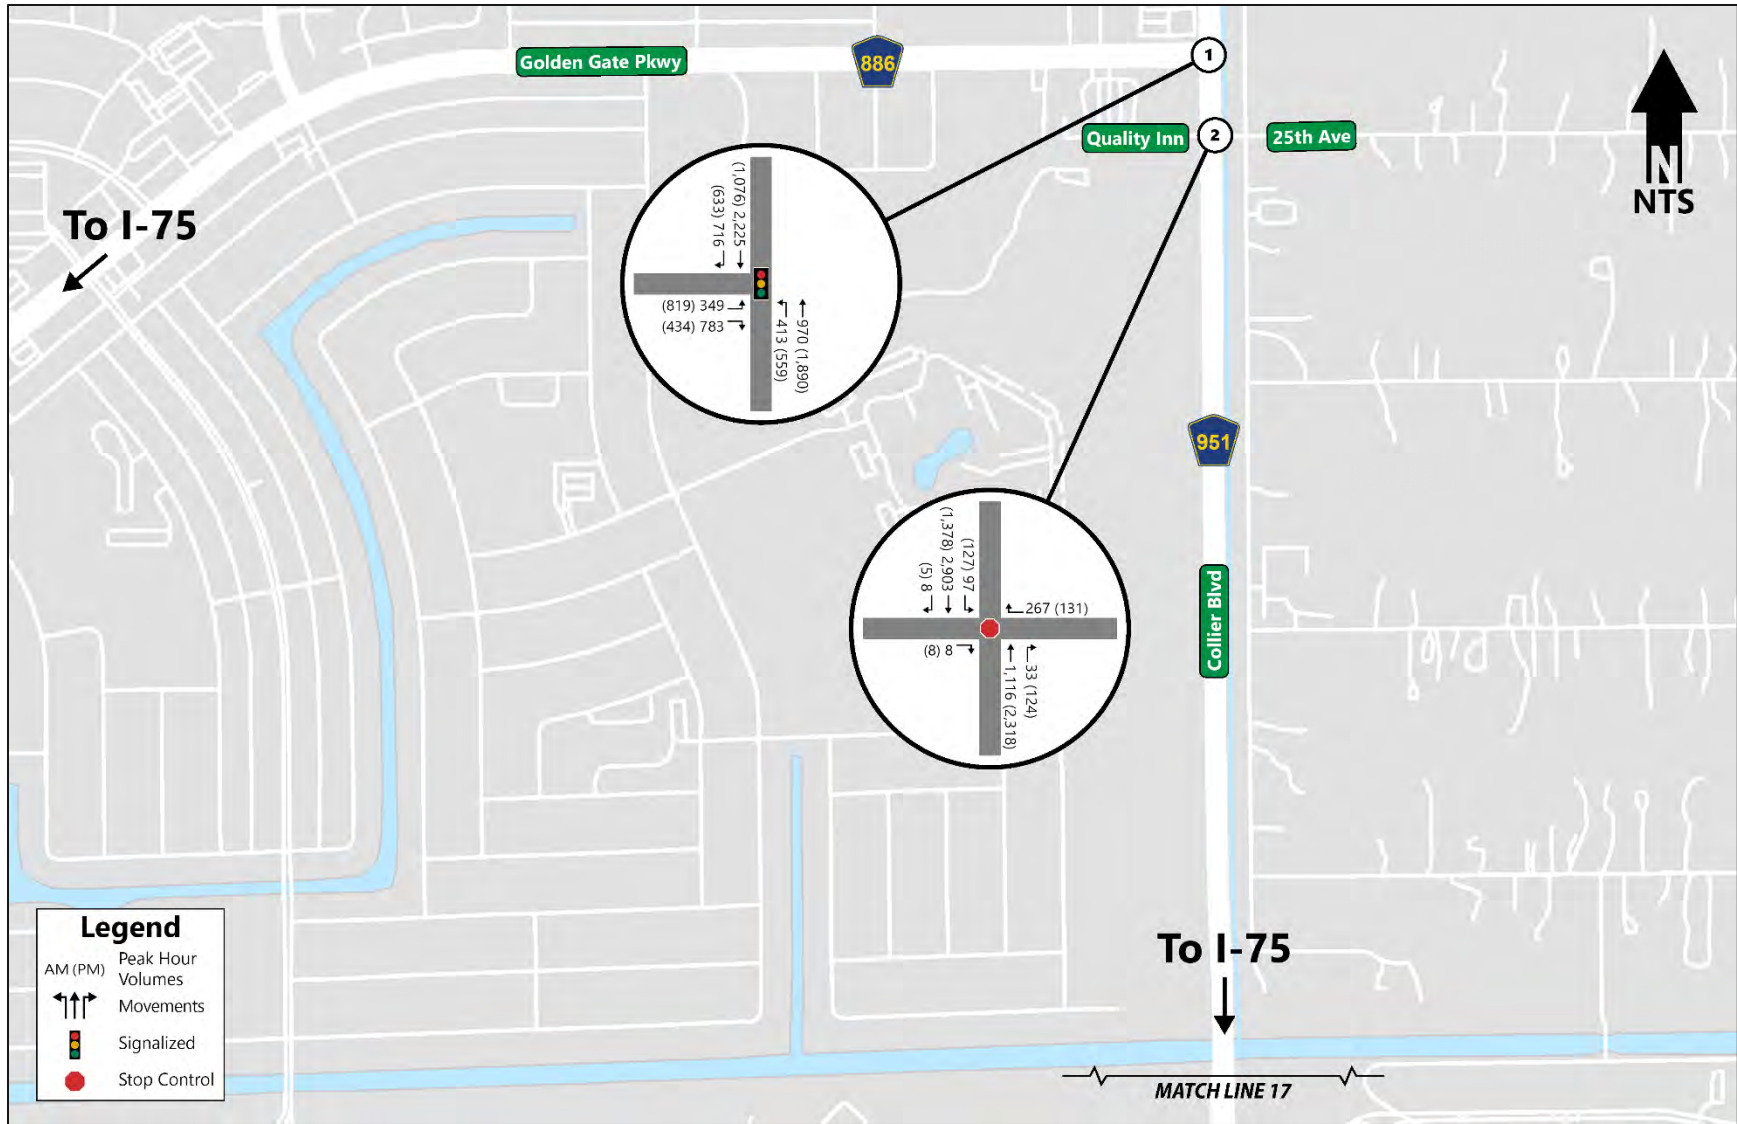 Golden Gate Pkwy
886
1
Quality Inn
2
25th Ave
N
NTS
To I-75
(1,076) 2,225
(633) 716
(819) 349
(434) 783
970 (1,890)
413 (559)
951
(127) 97
(1,378) 2,903
(5) 8
267 (131)
(8) 8
33 (124)
1,116 (2,318)
Collier Blvd
Legend
AM (PM) Peak Hour
Volumes
Movements
Signalized
Stop Control
To I-75
MATCH LINE 17